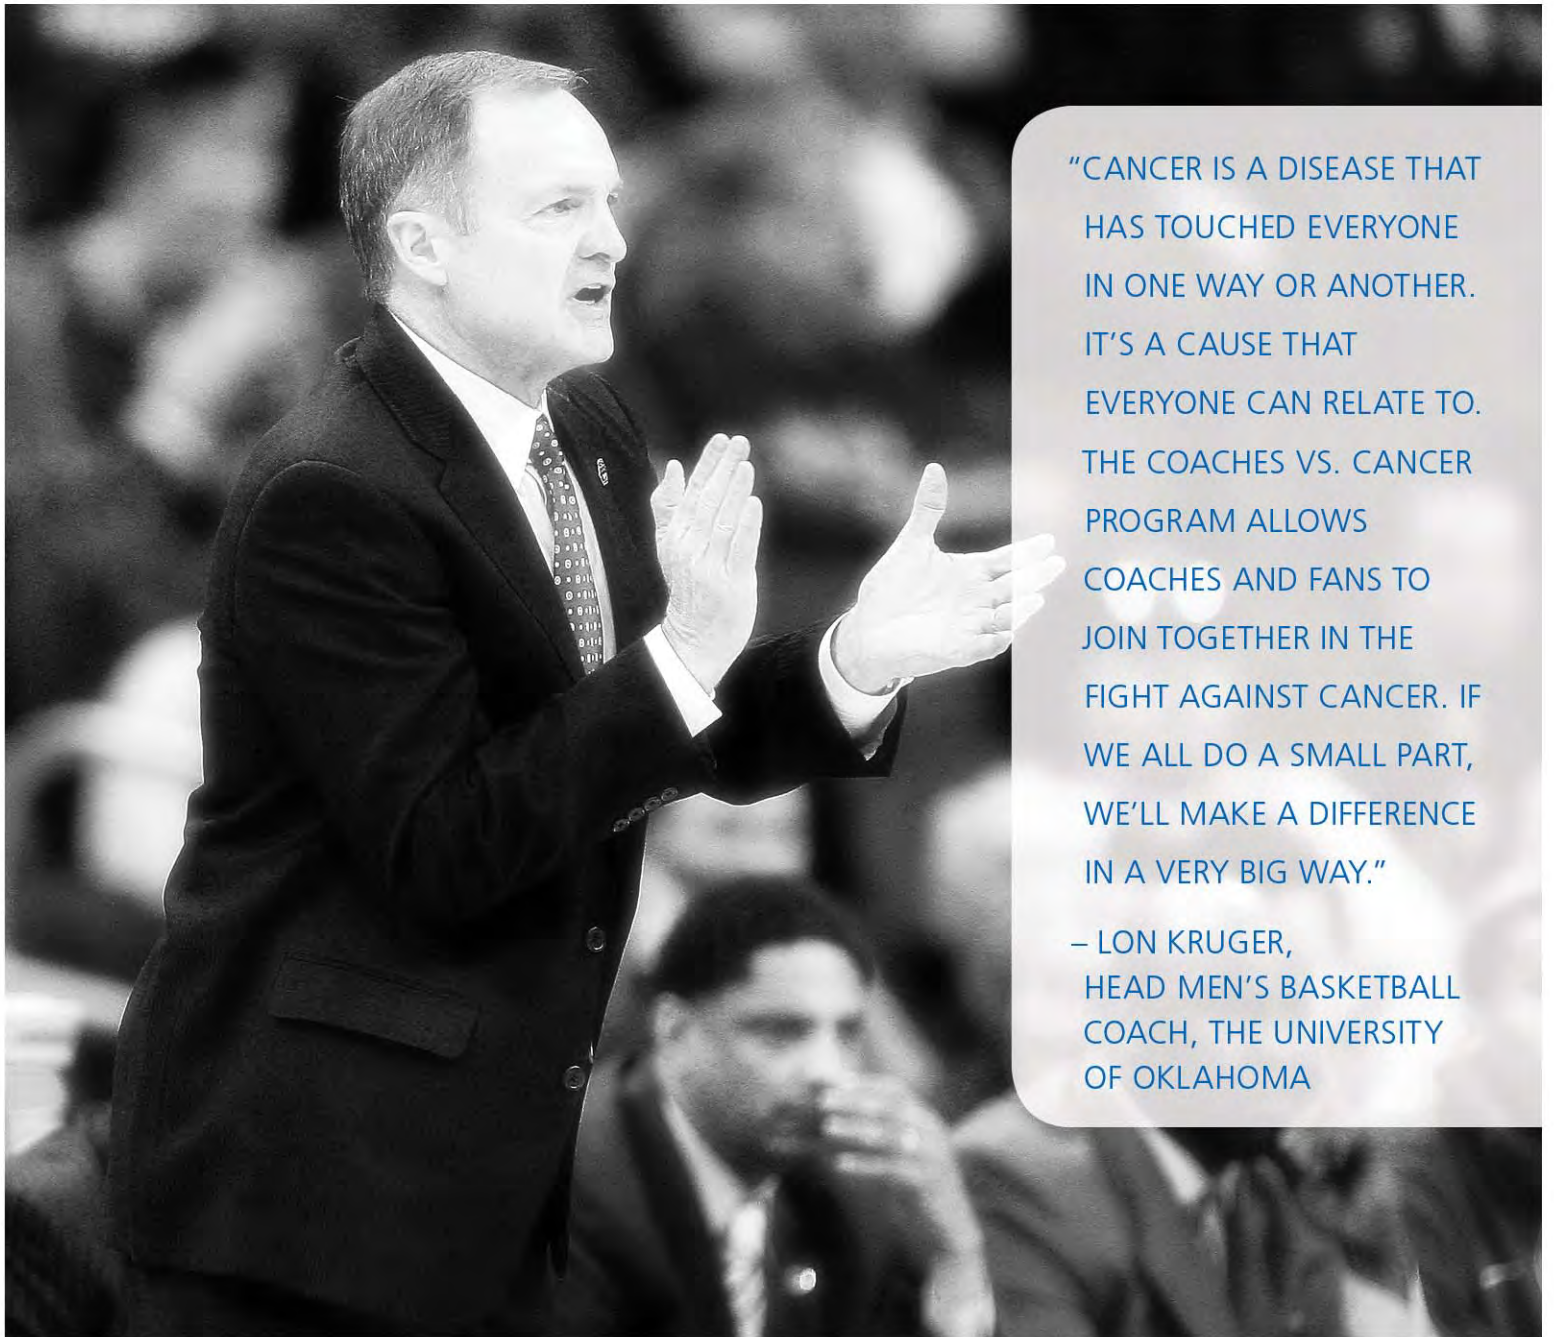 “CANCER IS A DISEASE THAT
HAS TOUCHED EVERYONE
IN ONE WAY OR ANOTHER.
IT’S A CAUSE THAT
EVERYONE CAN RELATE TO.
THE COACHES VS. CANCER
PROGRAM ALLOWS
COACHES AND FANS TO
JOIN TOGETHER IN THE
FIGHT AGAINST CANCER. IF
WE ALL DO A SMALL PART,
WE’LL MAKE A DIFFERENCE
IN A VERY BIG WAY.”
– LON KRUGER,
HEAD MEN’S BASKETBALL
COACH, THE UNIVERSITY
OF OKLAHOMA